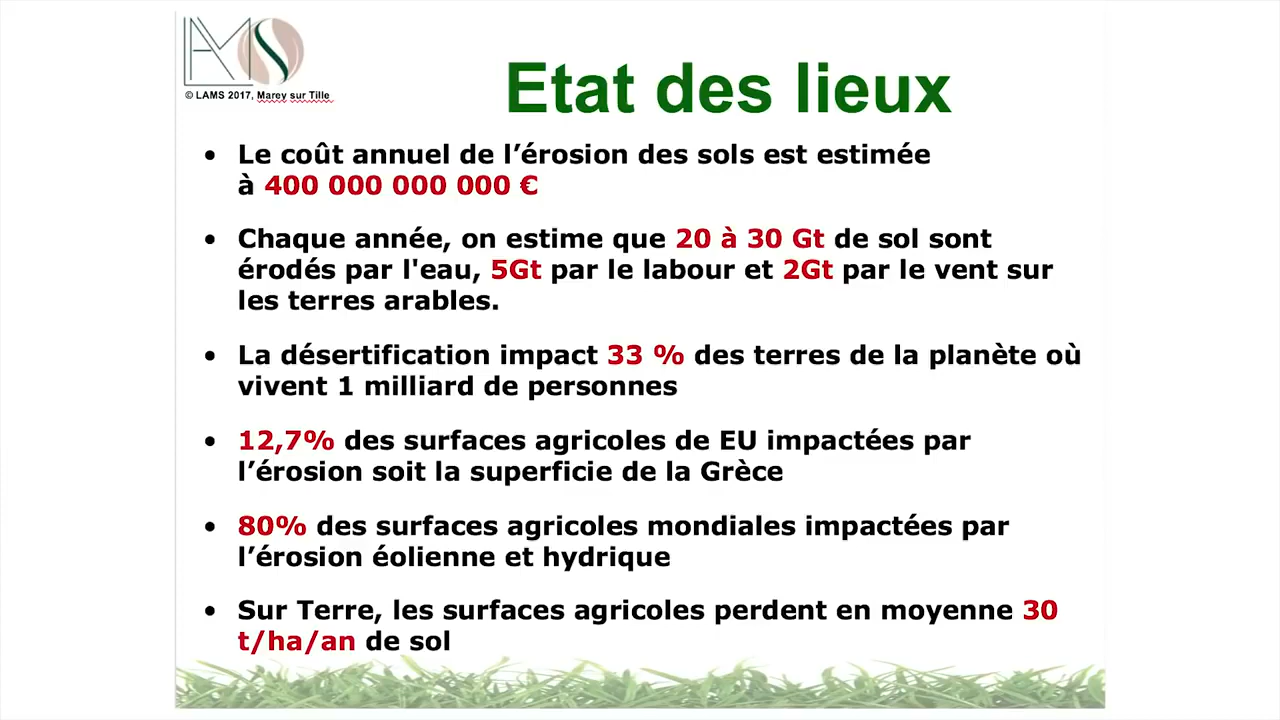 LAMS
© LAMS 2017, Marey sur Tille
Etat des lieux
• Le coût annuel de l’érosion des sols est estimée
à 400 000 000 000 €
• Chaque année, on estime que 20 à 30 Gt de sol sont
érodés par l'eau, 5Gt par le labour et 2Gt par le vent sur
les terres arables.
• La désertification impact 33 % des terres de la planète où
vivent 1 milliard de personnes
• 12,7% des surfaces agricoles de EU impactées par
l’érosion soit la superficie de la Grèce
• 80% des surfaces agricoles mondiales impactées par
l’érosion éolienne et hydrique
• Sur Terre, les surfaces agricoles perdent en moyenne 30
t/ha/an de sol